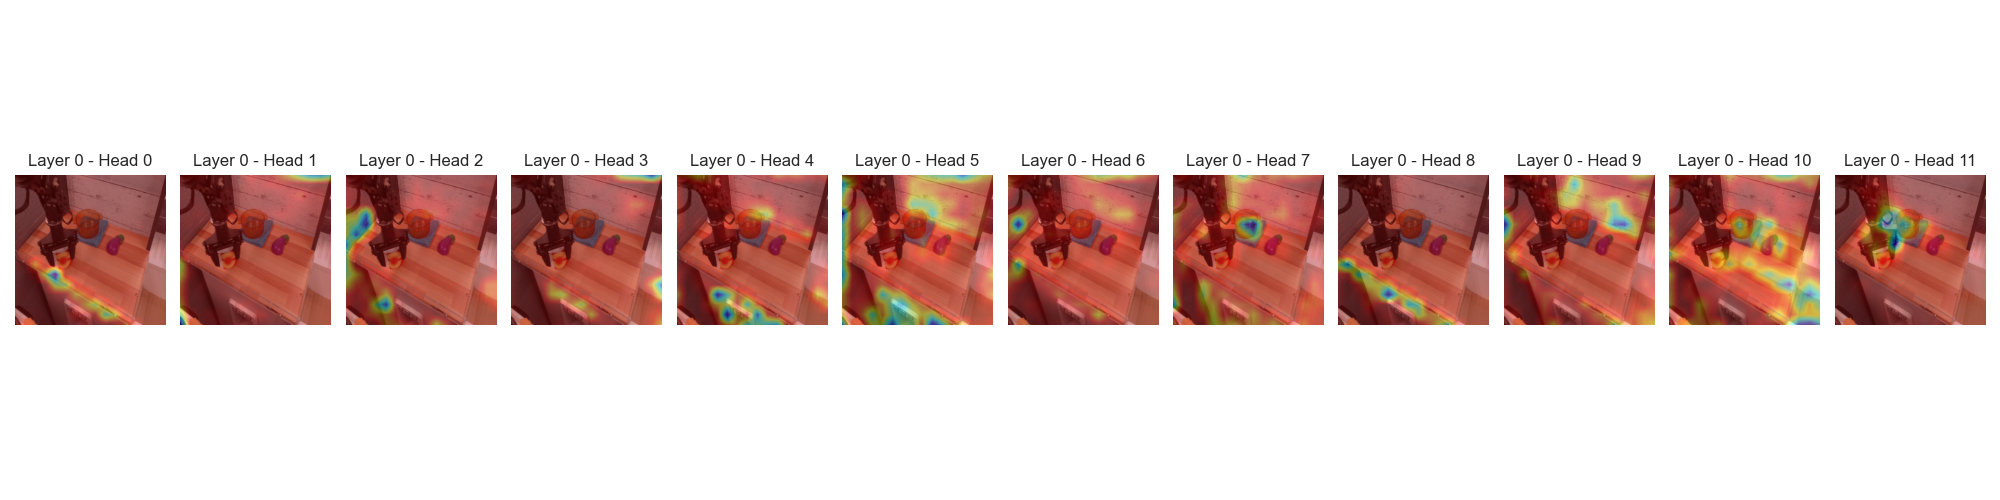 Layer 0 - Head 0
Layer 0 - Head 1
Layer 0 - Head 2
Layer 0 - Head 3
Layer 0 - Head 4
Layer 0 - Head 5
Layer 0 - Head 6
Layer 0 - Head 7
Layer 0 - Head 8
Layer 0 - Head 9
Layer 0 - Head 10
Layer 0 - Head 11